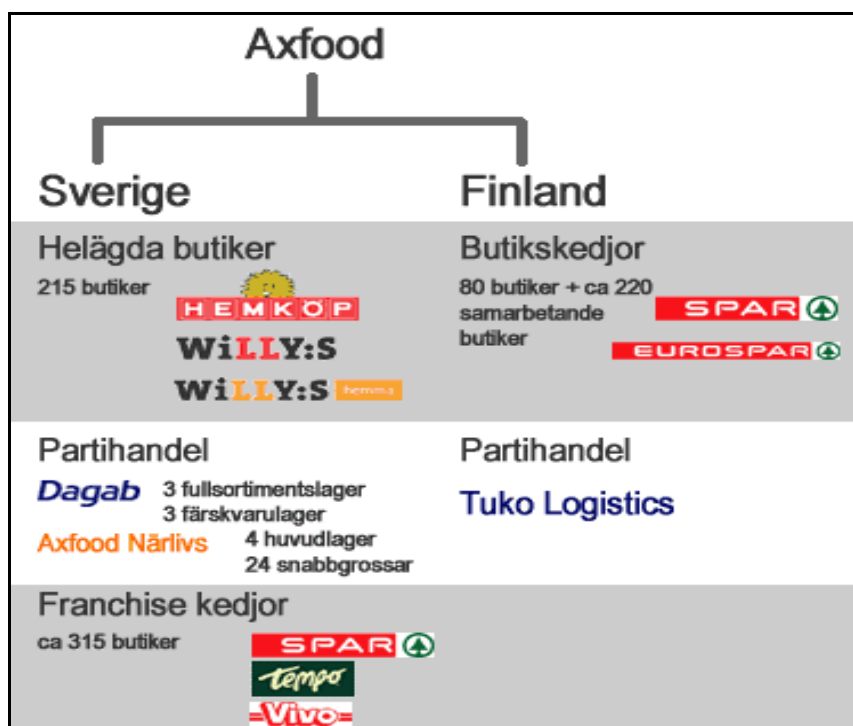 Axfood
Sverige
Finland
Helägda butiker
215 butiker
HEMKÖP
WiLLY:S
WiLLY:S hemma
Butikskedjor
80 butiker + ca 220
samarbetande
butiker
SPAR
EUROSPAR
Partihandel
Dagab
3 fullsortimentslager
3 färskvarulager
Axfood Närlivs
4 huvudlager
24 snabbgrossar
Partihandel
Tuko Logistics
Franchise kedjor
ca 315 butiker
SPAR
tempo
Vivo